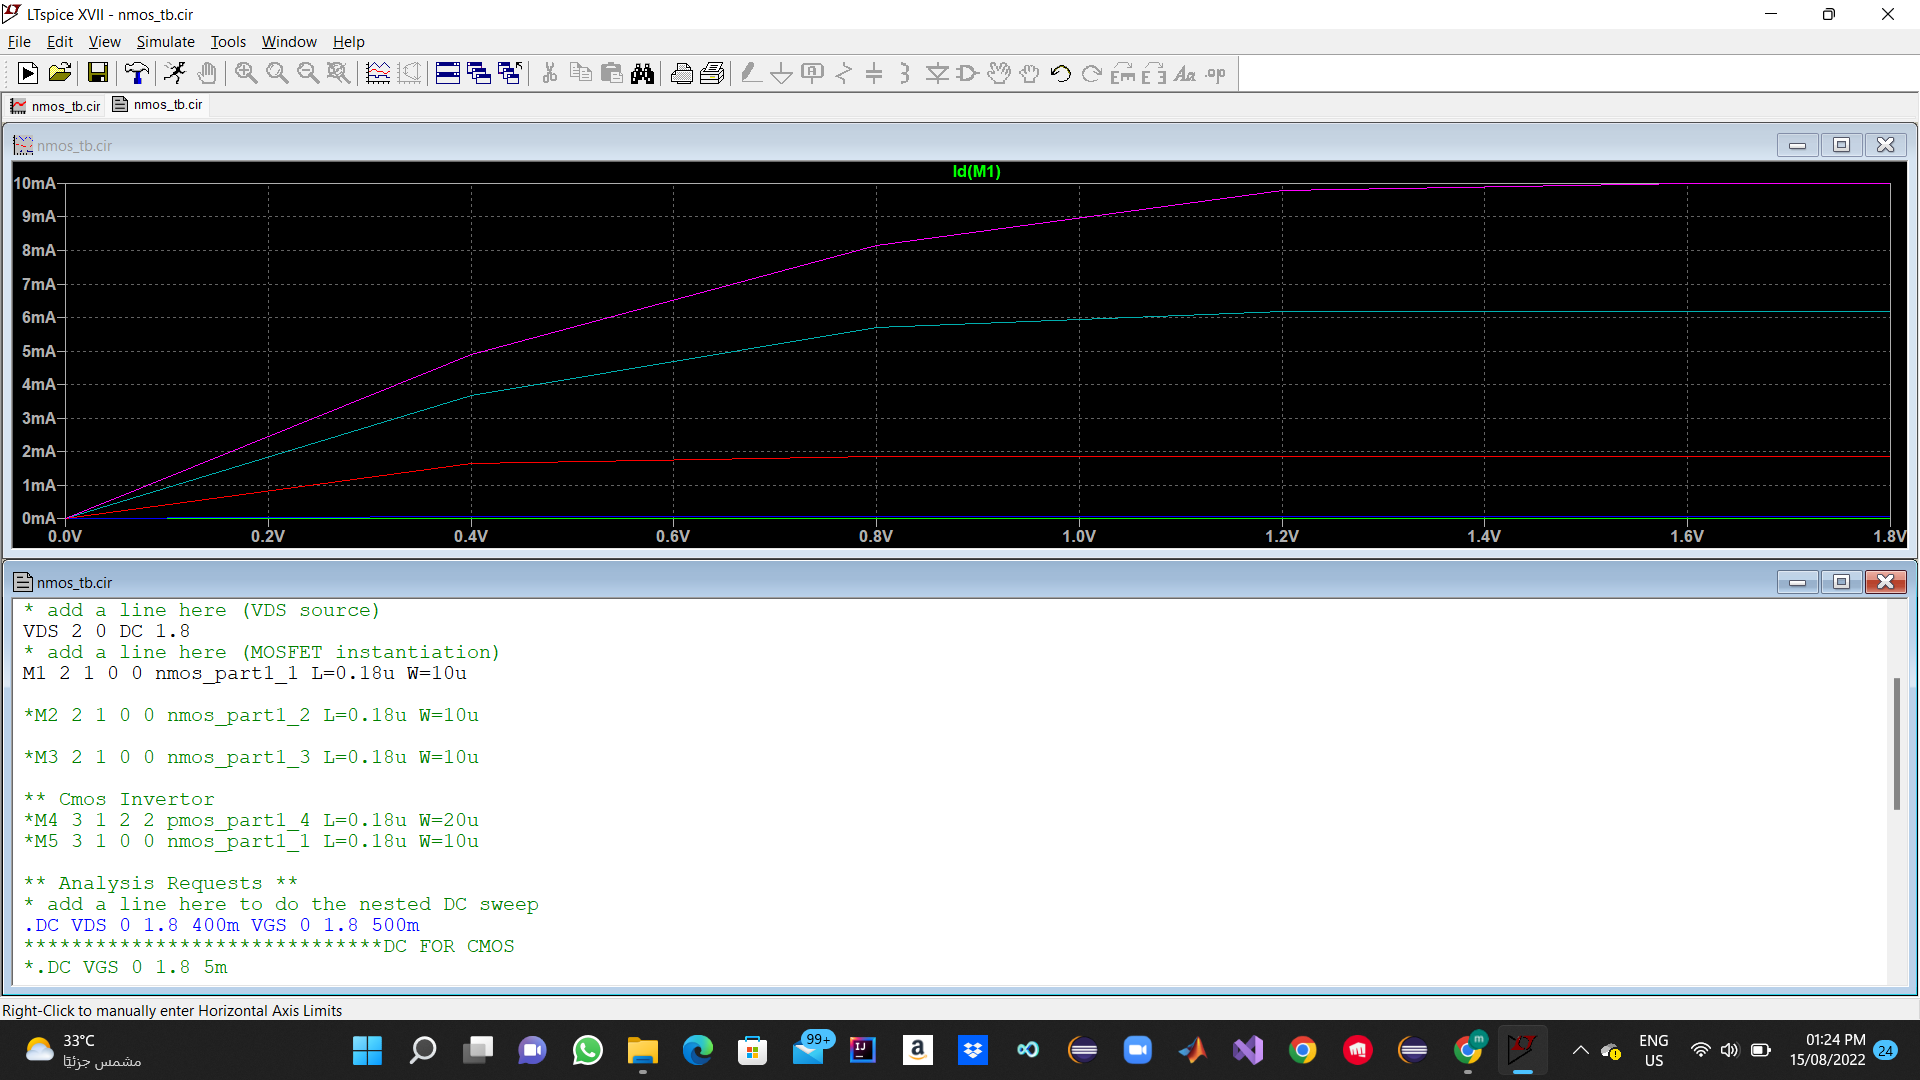 LTspice XVII - nmos_tb.cir
File Edit View Simulate Tools Window Help
nmos_tb.cir nmos_tb.cir
nmos_tb.cir
Id(M1)
10mA
9mA
8mA
7mA
6mA
5mA
4mA
3mA
2mA
1mA
0mA
0.0V 0.2V 0.4V 0.6V 0.8V 1.0V 1.2V 1.4V 1.6V 1.8V
nmos_tb.cir
* add a line here (VDS source)
VDS 2 0 DC 1.8
* add a line here (MOSFET instantiation)
M1 2 1 0 0 nmos_part1_1 L=0.18u W=10u
*M2 2 1 0 0 nmos_part1_2 L=0.18u W=10u
*M3 2 1 0 0 nmos_part1_3 L=0.18u W=10u
** Cmos Invertor
*M4 3 1 2 2 pmos_part1_4 L=0.18u W=20u
*M5 3 1 0 0 nmos_part1_1 L=0.18u W=10u
** Analysis Requests **
* add a line here to do the nested DC sweep
.DC VDS 0 1.8 400m VGS 0 1.8 500m
******************************DC FOR CMOS
*.DC VGS 0 1.8 5m
Right-Click to manually enter Horizontal Axis Limits
33°C
مشمس جزئيًا
99+
ENG
US
01:24 PM
15/08/2022
24